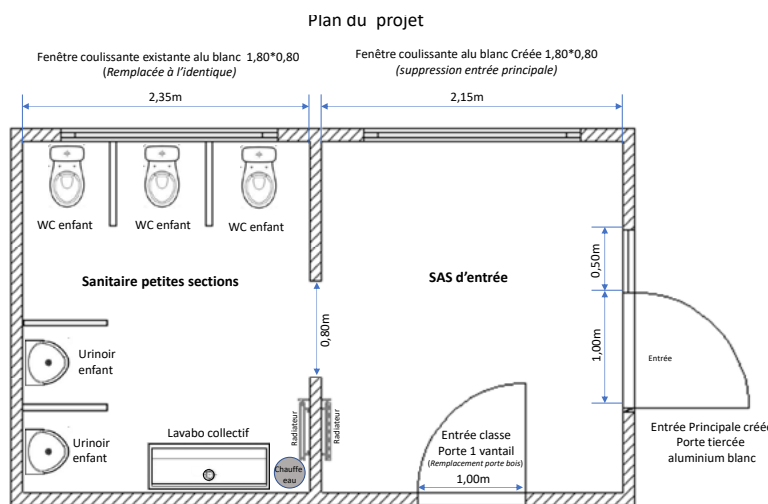 Plan du projet
Fenêtre coulissante existante alu blanc 1,80*0,80
(Remplacée à l'identique)
Fenêtre coulissante alu blanc Créée 1,80*0,80
(suppression entrée principale)
2,35m
2,15m
WC enfant
WC enfant
WC enfant
Sanitaire petites sections
SAS d'entrée
0,50m
0,80m
1,00m
Urinoir
enfant
Entrée
Urinoir
enfant
Lavabo collectif
Chauffe
eau
Radiateur
Radiateur
Entrée classe
Porte 1 vantail
(Remplacement porte bois)
1,00m
Entrée Principale créée
Porte tiercée
aluminium blanc